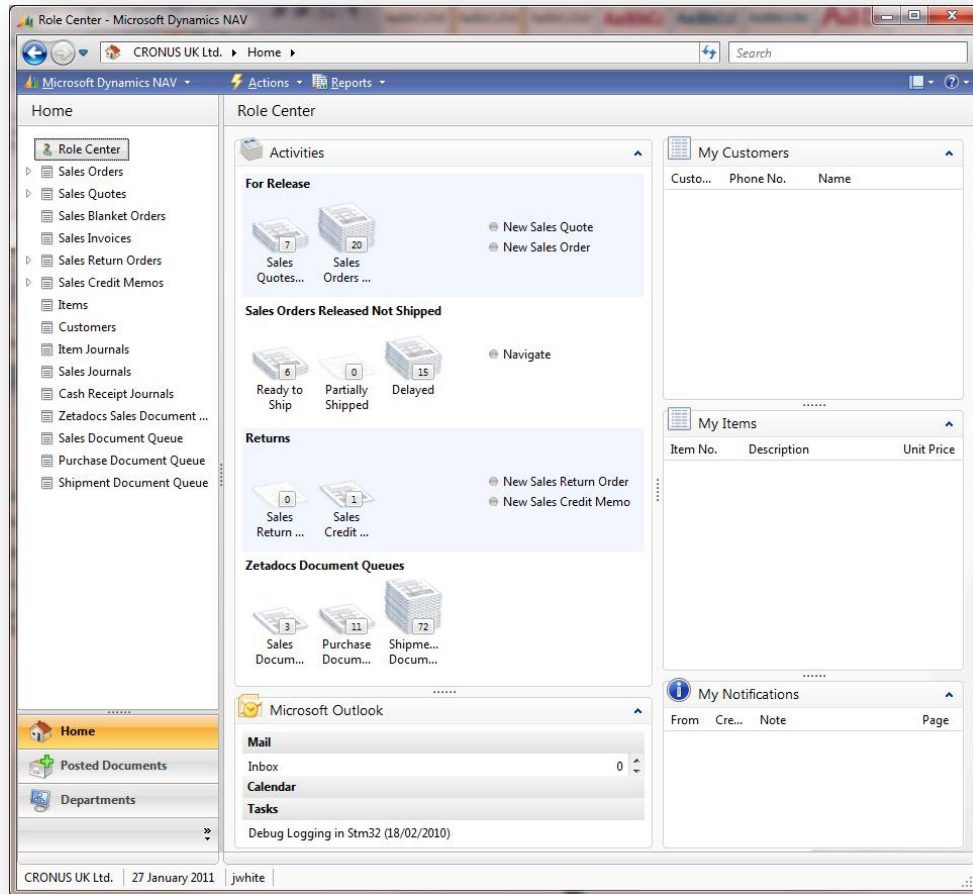 Role Center - Microsoft Dynamics NAV
CRONUS UK Ltd. Home
Search
Microsoft Dynamics NAV Actions Reports
Home
Role Center
Sales Orders
Sales Quotes
Sales Blanket Orders
Sales Invoices
Sales Return Orders
Sales Credit Memos
Items
Customers
Item Journals
Sales Journals
Cash Receipt Journals
Zetadocs Sales Document ...
Sales Document Queue
Purchase Document Queue
Shipment Document Queue
Home
Posted Documents
Departments
Role Center
Activities
For Release
7 20
Sales Quotes...
Sales Orders ...
New Sales Quote
New Sales Order
Sales Orders Released Not Shipped
6 0 15
Ready to Ship
Partially Shipped
Delayed
Navigate
Returns
0 1
Sales Return ...
Sales Credit ...
New Sales Return Order
New Sales Credit Memo
Zetadocs Document Queues
3 11 72
Sales Docum...
Purchase Docum...
Shipme... Docum...
Microsoft Outlook
Mail
Inbox 0
Calendar
Tasks
Debug Logging in Stm32 (18/02/2010)
My Customers
Custo... Phone No. Name
My Items
Item No. Description Unit Price
My Notifications
From Cre... Note Page
CRONUS UK Ltd. 27 January 2011 jwhite